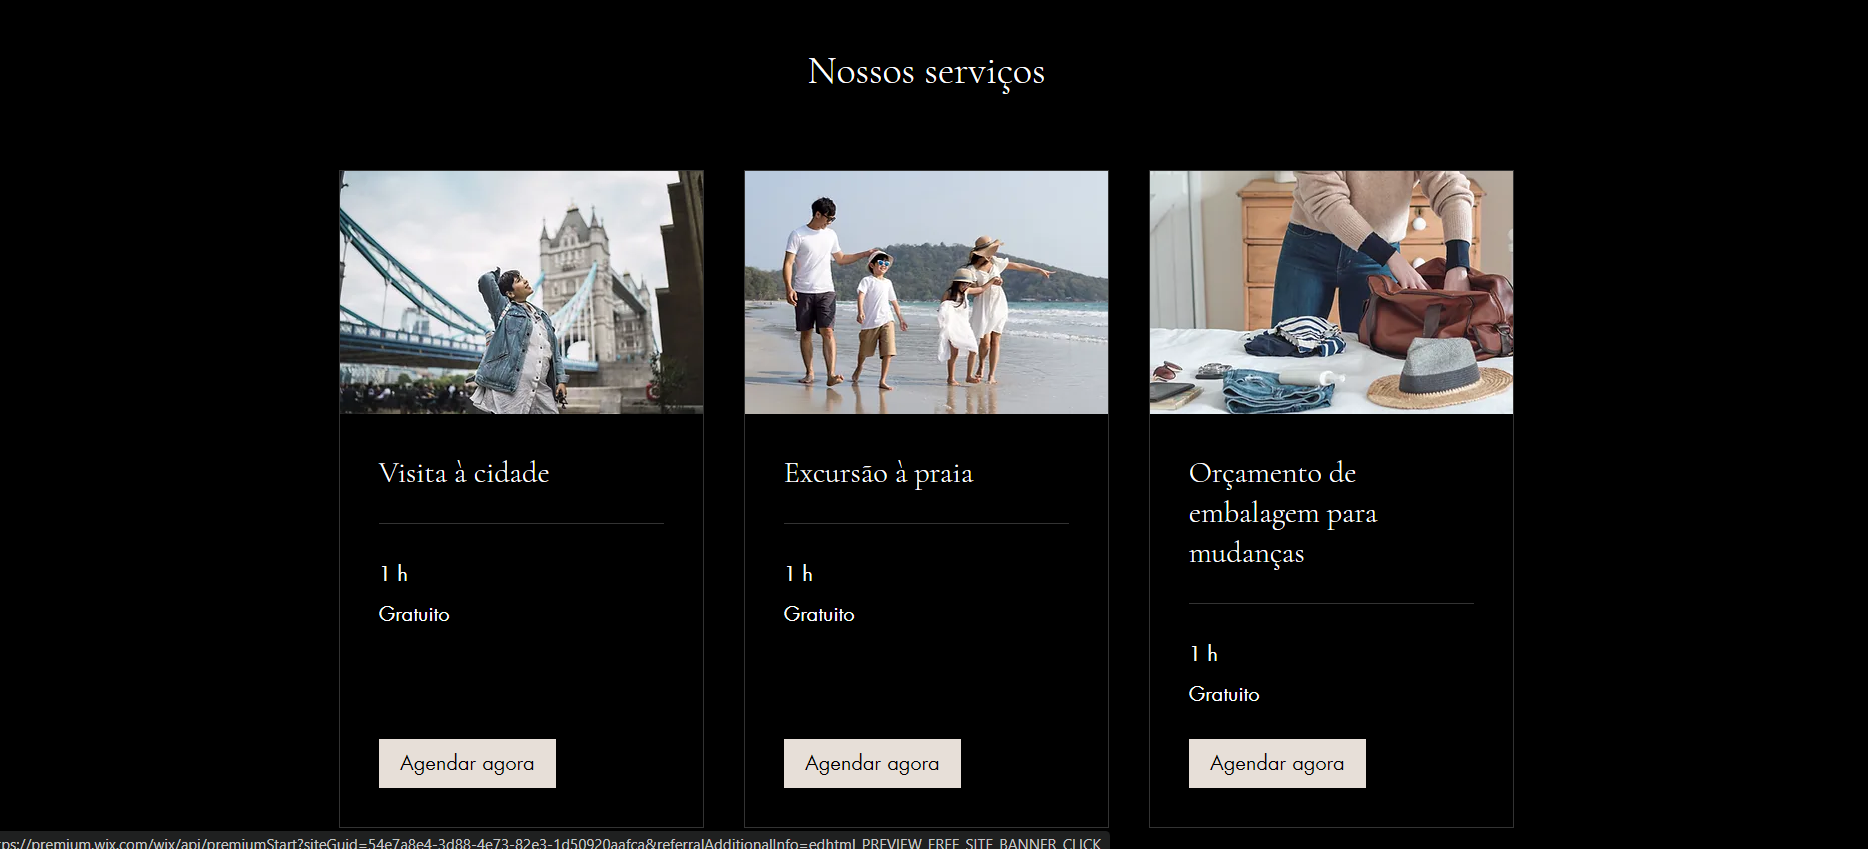 Nossos serviços
Visita à cidade
1 h
Gratuito
Agendar agora
Excursão à praia
1 h
Gratuito
Agendar agora
Orçamento de
embalagem para
mudanças
1 h
Gratuito
Agendar agora
ps://premium.wix.com/wix/api/premiumStart?siteGuid=54e7a8e4-3d88-4e73-82e3-1d50920aafca&referralAdditionalInfo=edhtml_PREVIEW_FREE_SITE_BANNER_CLICK